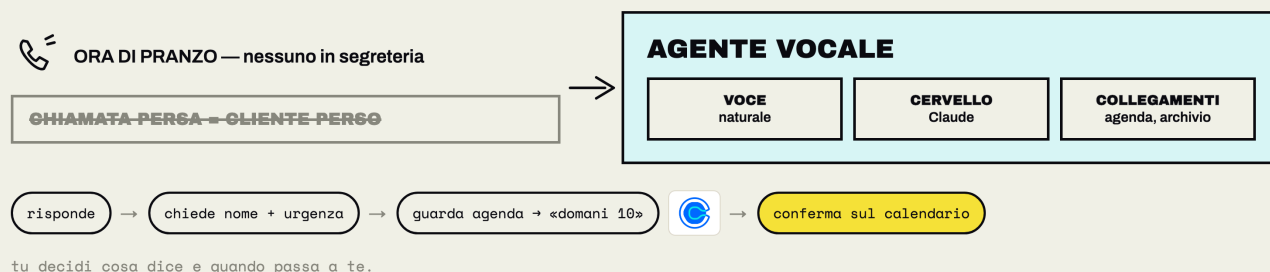 ORA DI PRANZO — nessuno in segreteria
CHIAMATA PERSA = CLIENTE PERSO
AGENTE VOCALE
VOCE
naturale
CERVELLO
Claude
COLLEGAMENTI
agenda, archivio
risponde → chiede nome + urgenza → guarda agenda → «domani 10» → conferma sul calendario
tu decidi cosa dice e quando passa a te.